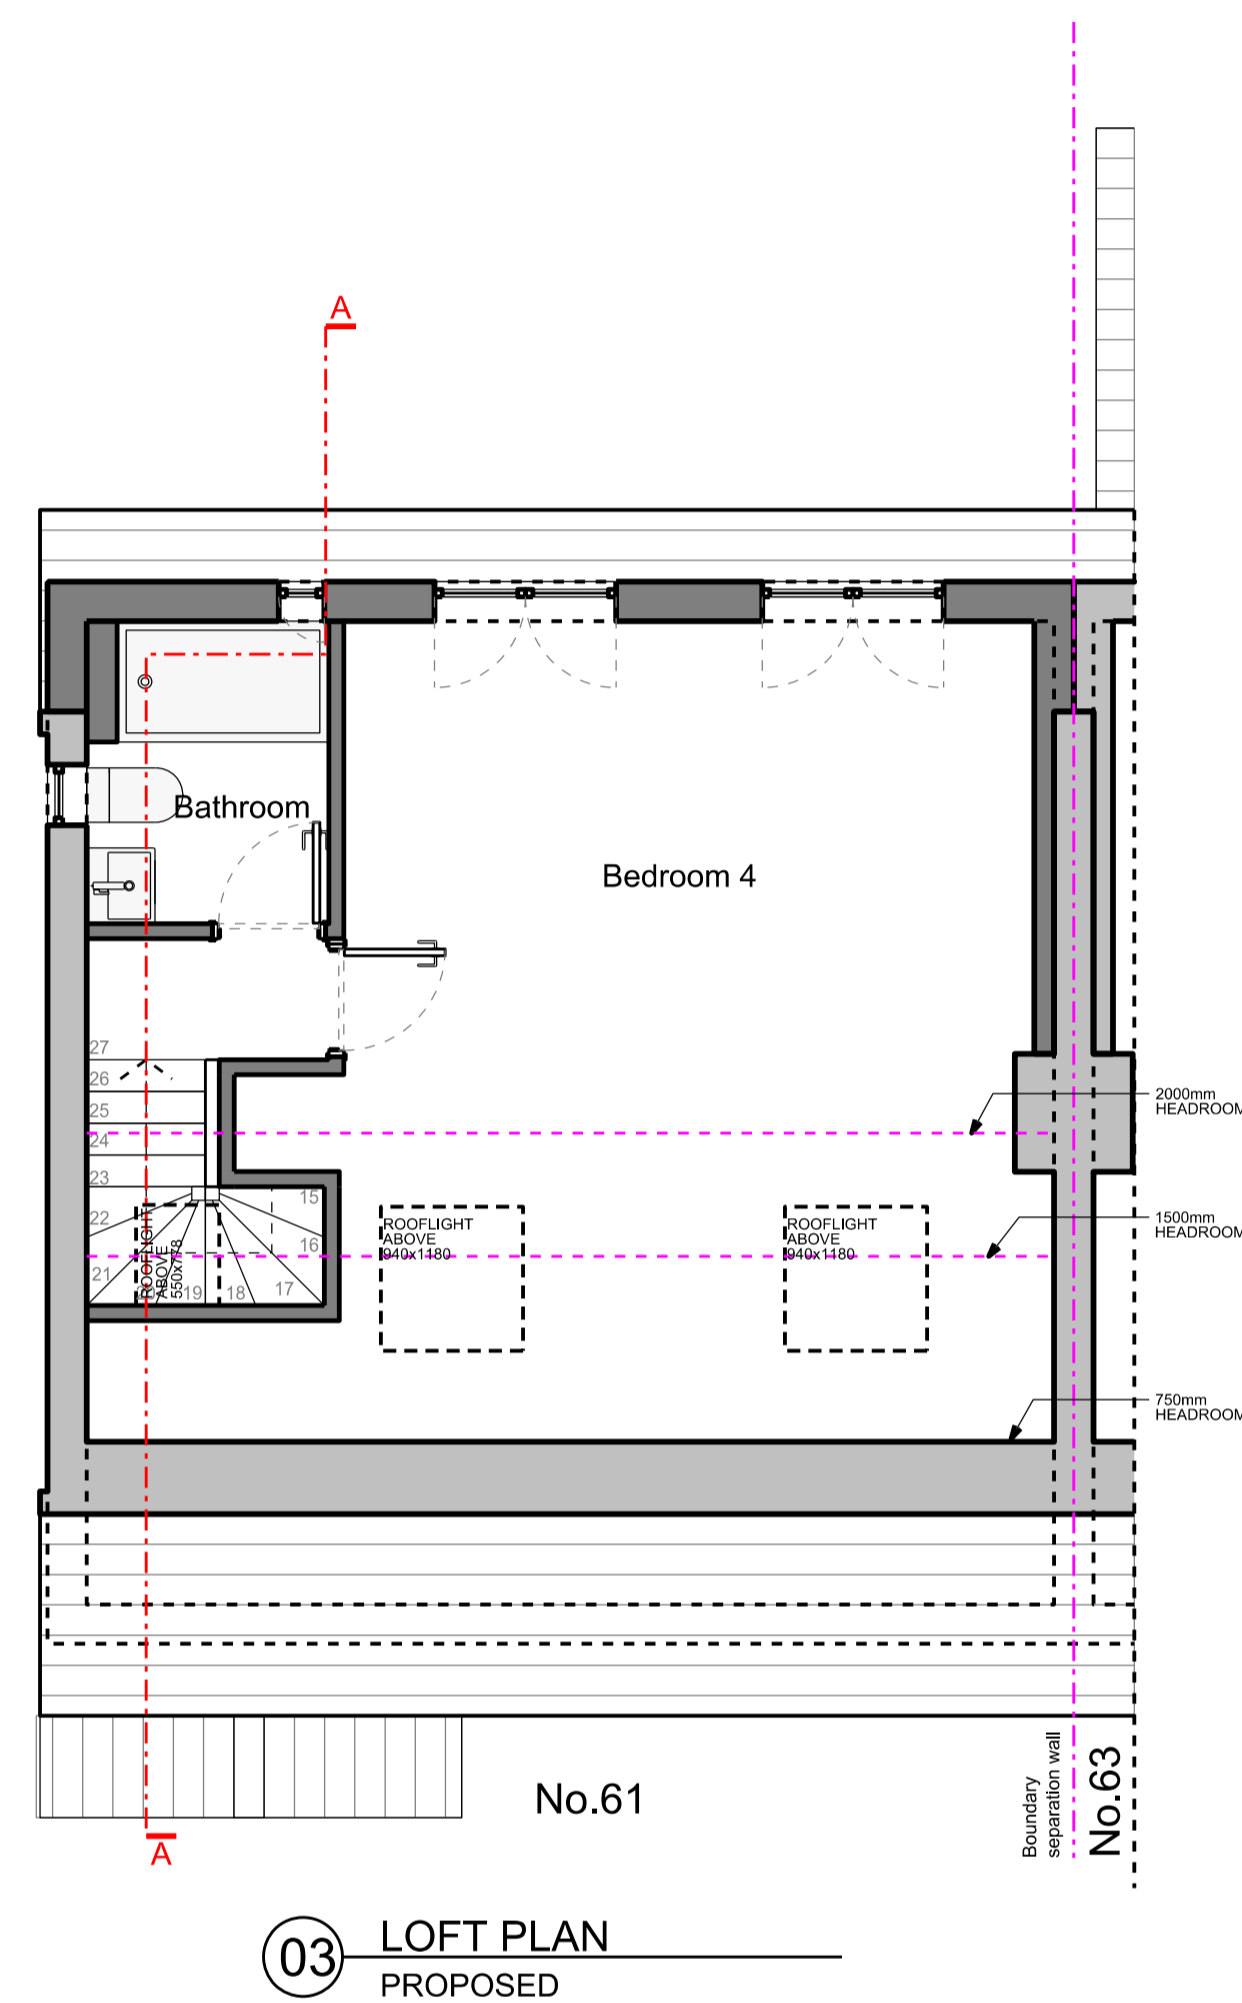 A
Bathroom
Bedroom 4
27
26
25
24
23
22
21
20
19
18
17
16
15
ROOFLIGHT
ABOVE
550x778
ROOFLIGHT
ABOVE
940x1180
ROOFLIGHT
ABOVE
940x1180
2000mm
HEADROOM
1500mm
HEADROOM
750mm
HEADROOM
No.61
Boundary
separation wall
No.63
A
03
LOFT PLAN
PROPOSED